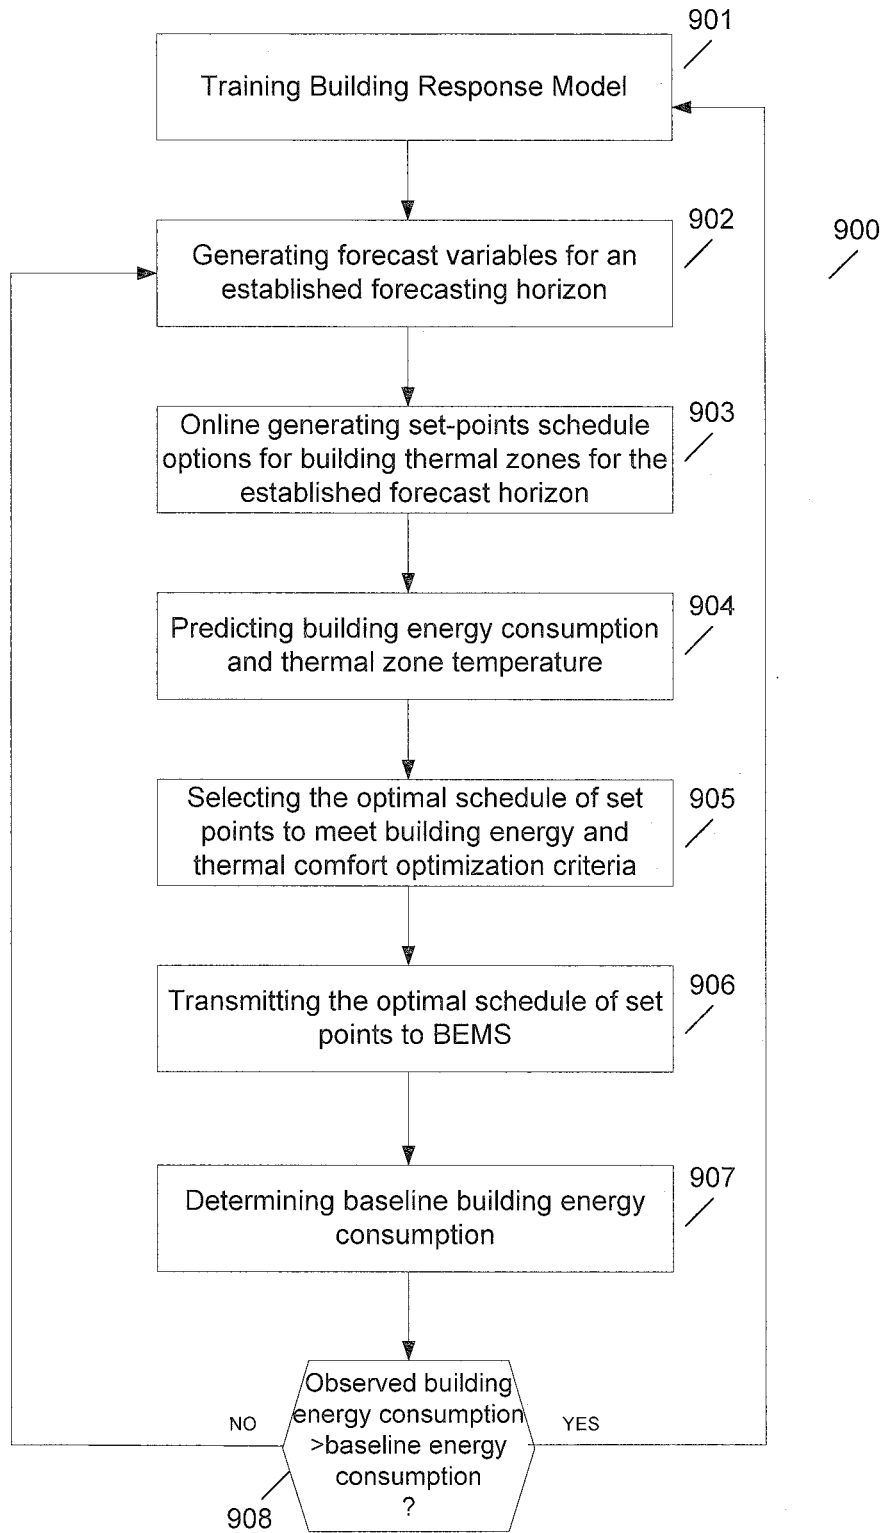 901
Training Building Response Model
902
900
Generating forecast variables for an
established forecasting horizon
903
Online generating set-points schedule
options for building thermal zones for the
established forecast horizon
904
Predicting building energy consumption
and thermal zone temperature
905
Selecting the optimal schedule of set
points to meet building energy and
thermal comfort optimization criteria
906
Transmitting the optimal schedule of set
points to BEMS
907
Determining baseline building energy
consumption
Observed building
energy consumption
>baseline energy
consumption
?
NO
YES
908